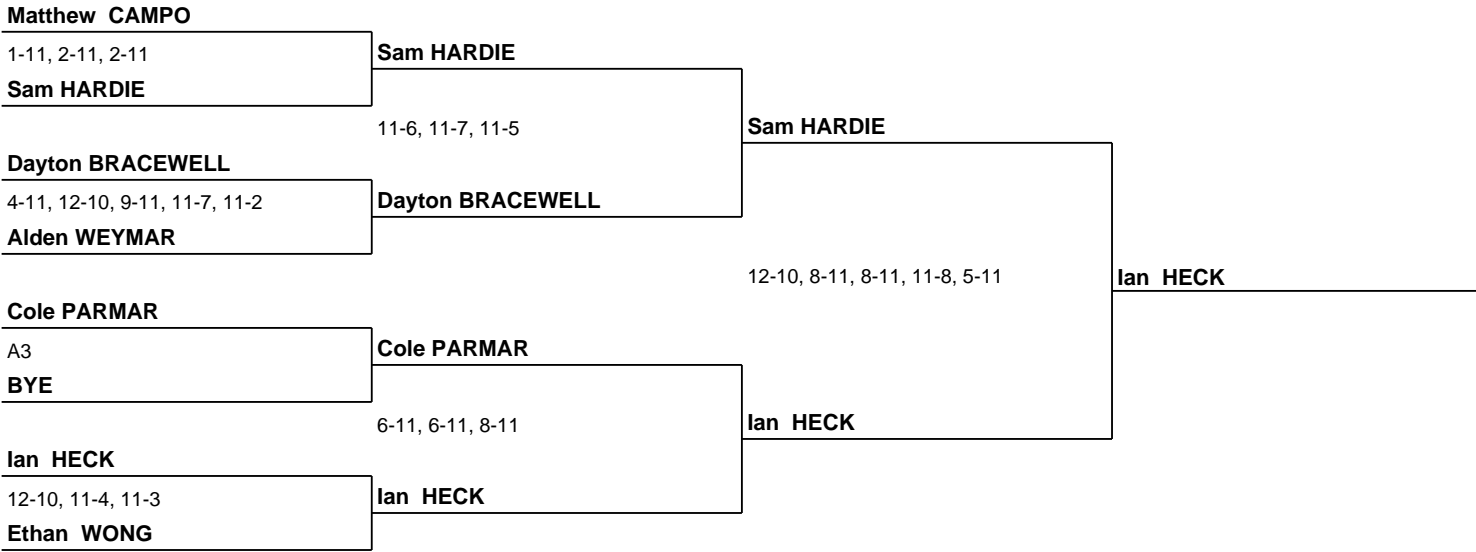 Matthew CAMPO
1-11, 2-11, 2-11
Sam HARDIE
Sam HARDIE
11-6, 11-7, 11-5
Sam HARDIE
Dayton BRACEWELL
4-11, 12-10, 9-11, 11-7, 11-2
Dayton BRACEWELL
Alden WEYMAR
12-10, 8-11, 8-11, 11-8, 5-11
Ian HECK
Cole PARMAR
A3
Cole PARMAR
BYE
6-11, 6-11, 8-11
Ian HECK
Ian HECK
12-10, 11-4, 11-3
Ian HECK
Ethan WONG